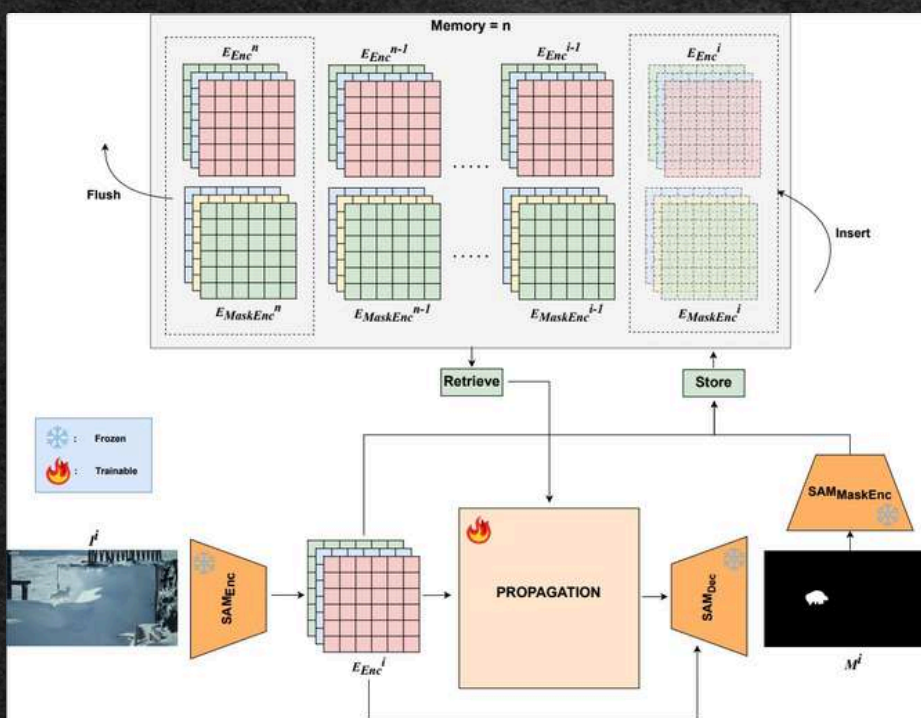 Memory = n
E_Enc^n
E_Enc^n-1
E_Enc^i-1
E_Enc^i
.....
Flush
Insert
.....
E_MaskEnc^n
E_MaskEnc^n-1
E_MaskEnc^i-1
E_MaskEnc^i
Retrieve
Store
: Frozen
: Trainable
SAM_MaskEnc
I^i
SAM_Enc
PROPAGATION
SAM_Dec
E_Enc^i
M^i